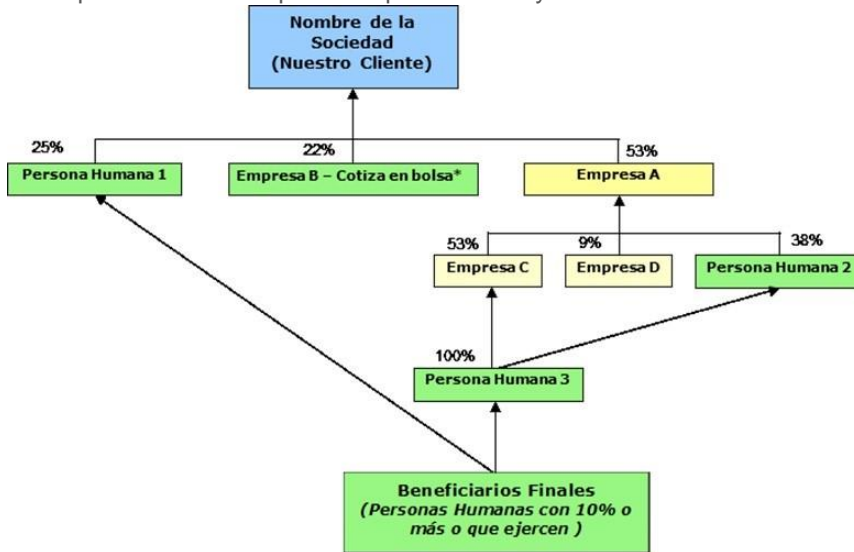 Nombre de la
Sociedad
(Nuestro Cliente)
25%
22%
53%
Persona Humana 1
Empresa B – Cotiza en bolsa*
Empresa A
53%
9%
38%
Empresa C
Empresa D
Persona Humana 2
100%
Persona Humana 3
Beneficiarios Finales
(Personas Humanas con 10% o
más o que ejercen )